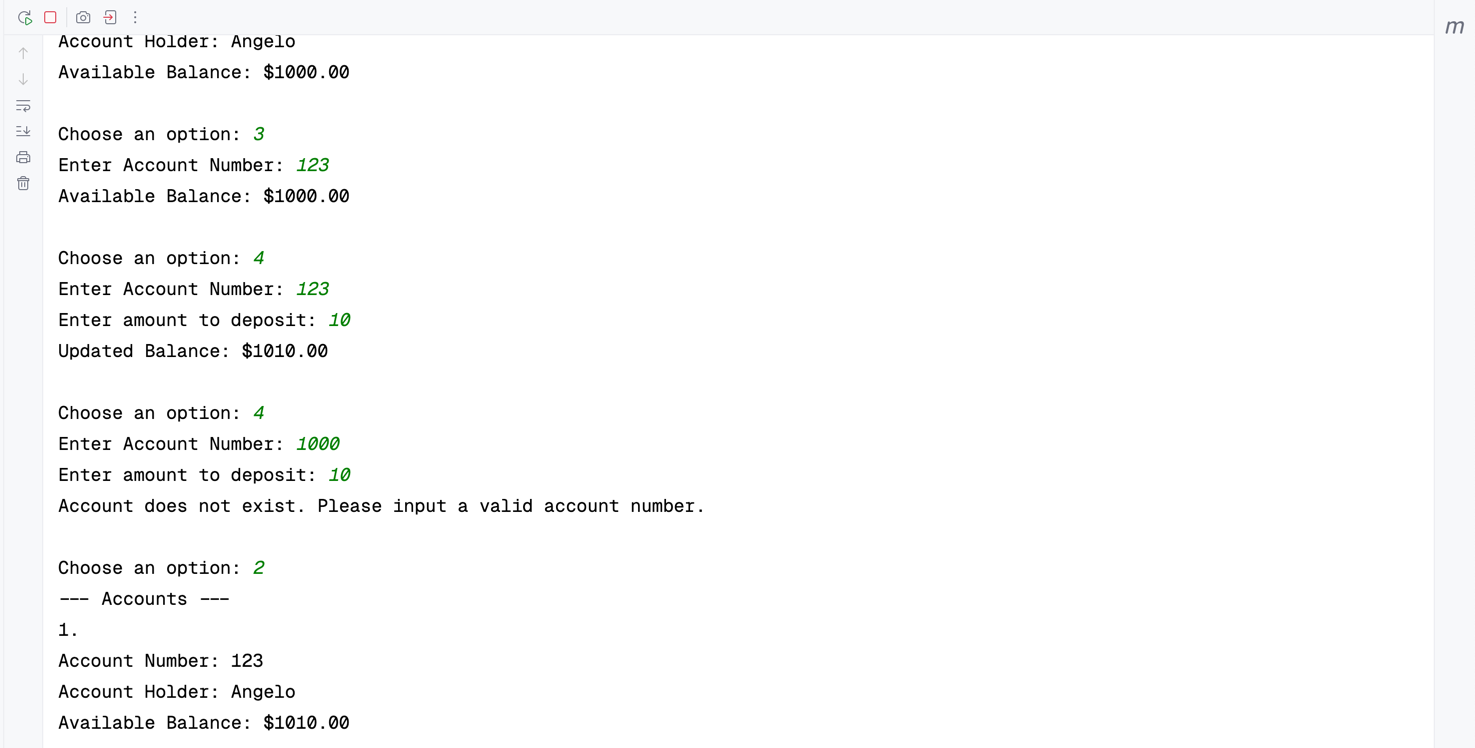 Account Holder: Angelo
Available Balance: $1000.00
Choose an option: 3
Enter Account Number: 123
Available Balance: $1000.00
Choose an option: 4
Enter Account Number: 123
Enter amount to deposit: 10
Updated Balance: $1010.00
Choose an option: 4
Enter Account Number: 1000
Enter amount to deposit: 10
Account does not exist. Please input a valid account number.
Choose an option: 2
--- Accounts ---
1.
Account Number: 123
Account Holder: Angelo
Available Balance: $1010.00
m